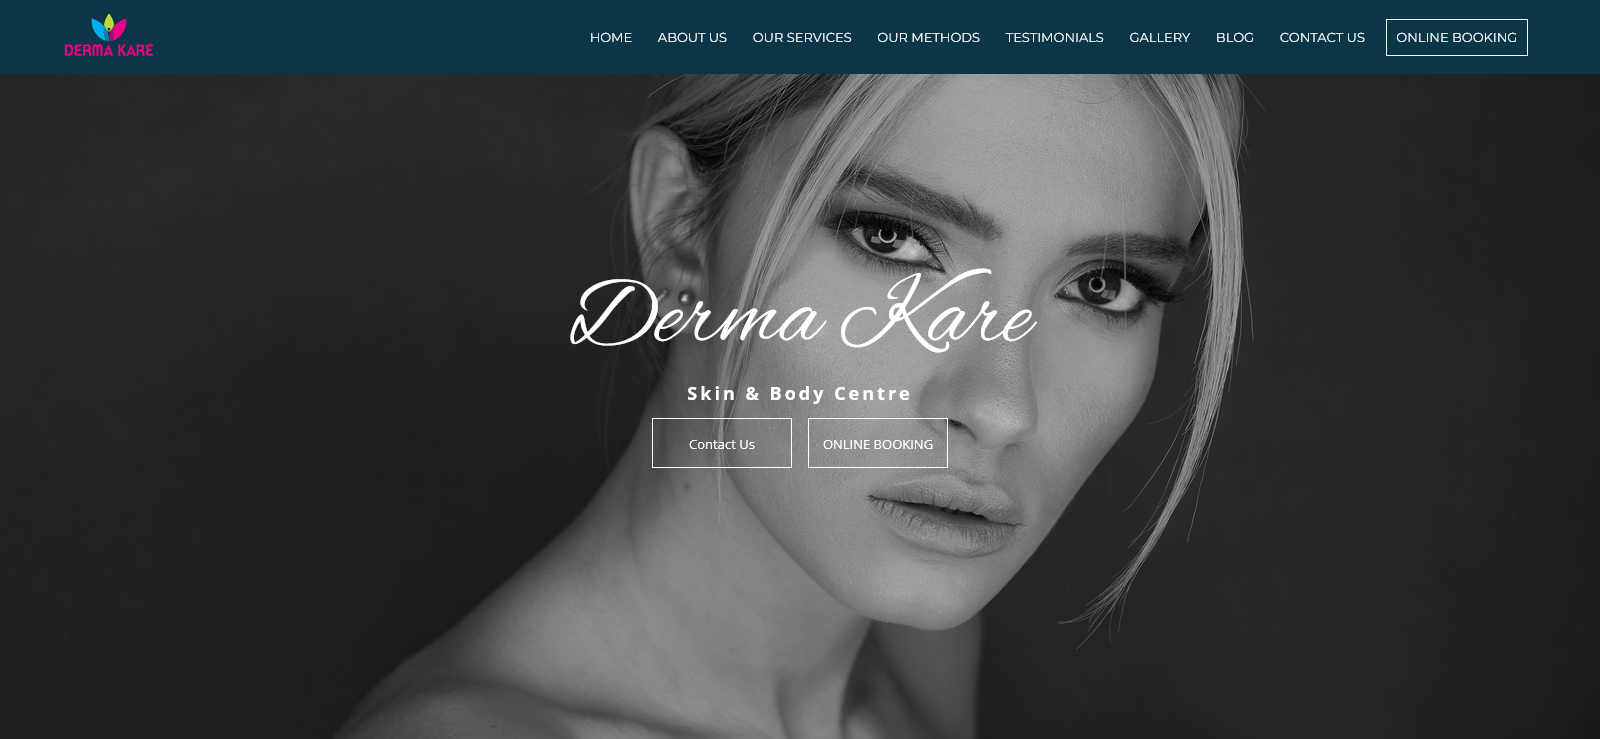 DERMA KARE
HOME ABOUT US OUR SERVICES OUR METHODS TESTIMONIALS GALLERY BLOG CONTACT US ONLINE BOOKING
Derma Kare
Skin & Body Centre
Contact Us ONLINE BOOKING